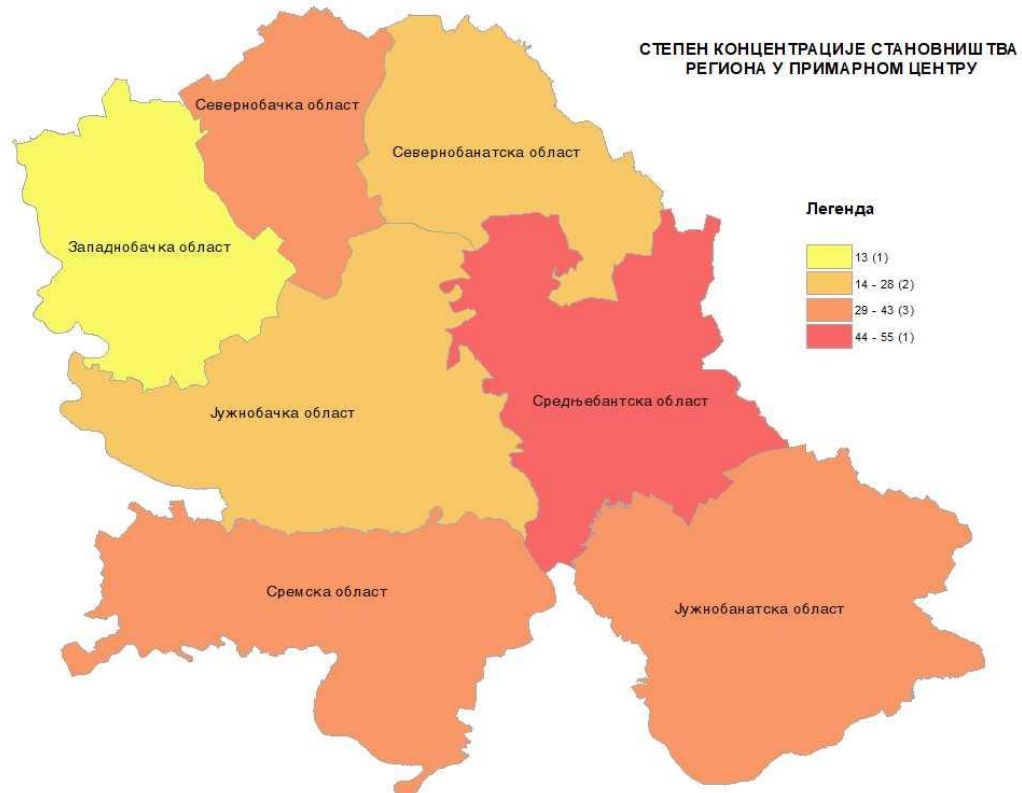 СТЕПЕН КОНЦЕНТРАЦИЈЕ СТАНОВНИШТВА
РЕГИОНА У ПРИМАРНОМ ЦЕНТРУ
Севернобачка област
Севернобанатска област
Западнобачка област
Јужнобачка област
Средњебантска област
Сремска област
Јужнобанатска област
Легенда
13 (1)
14 - 28 (2)
29 - 43 (3)
44 - 55 (1)